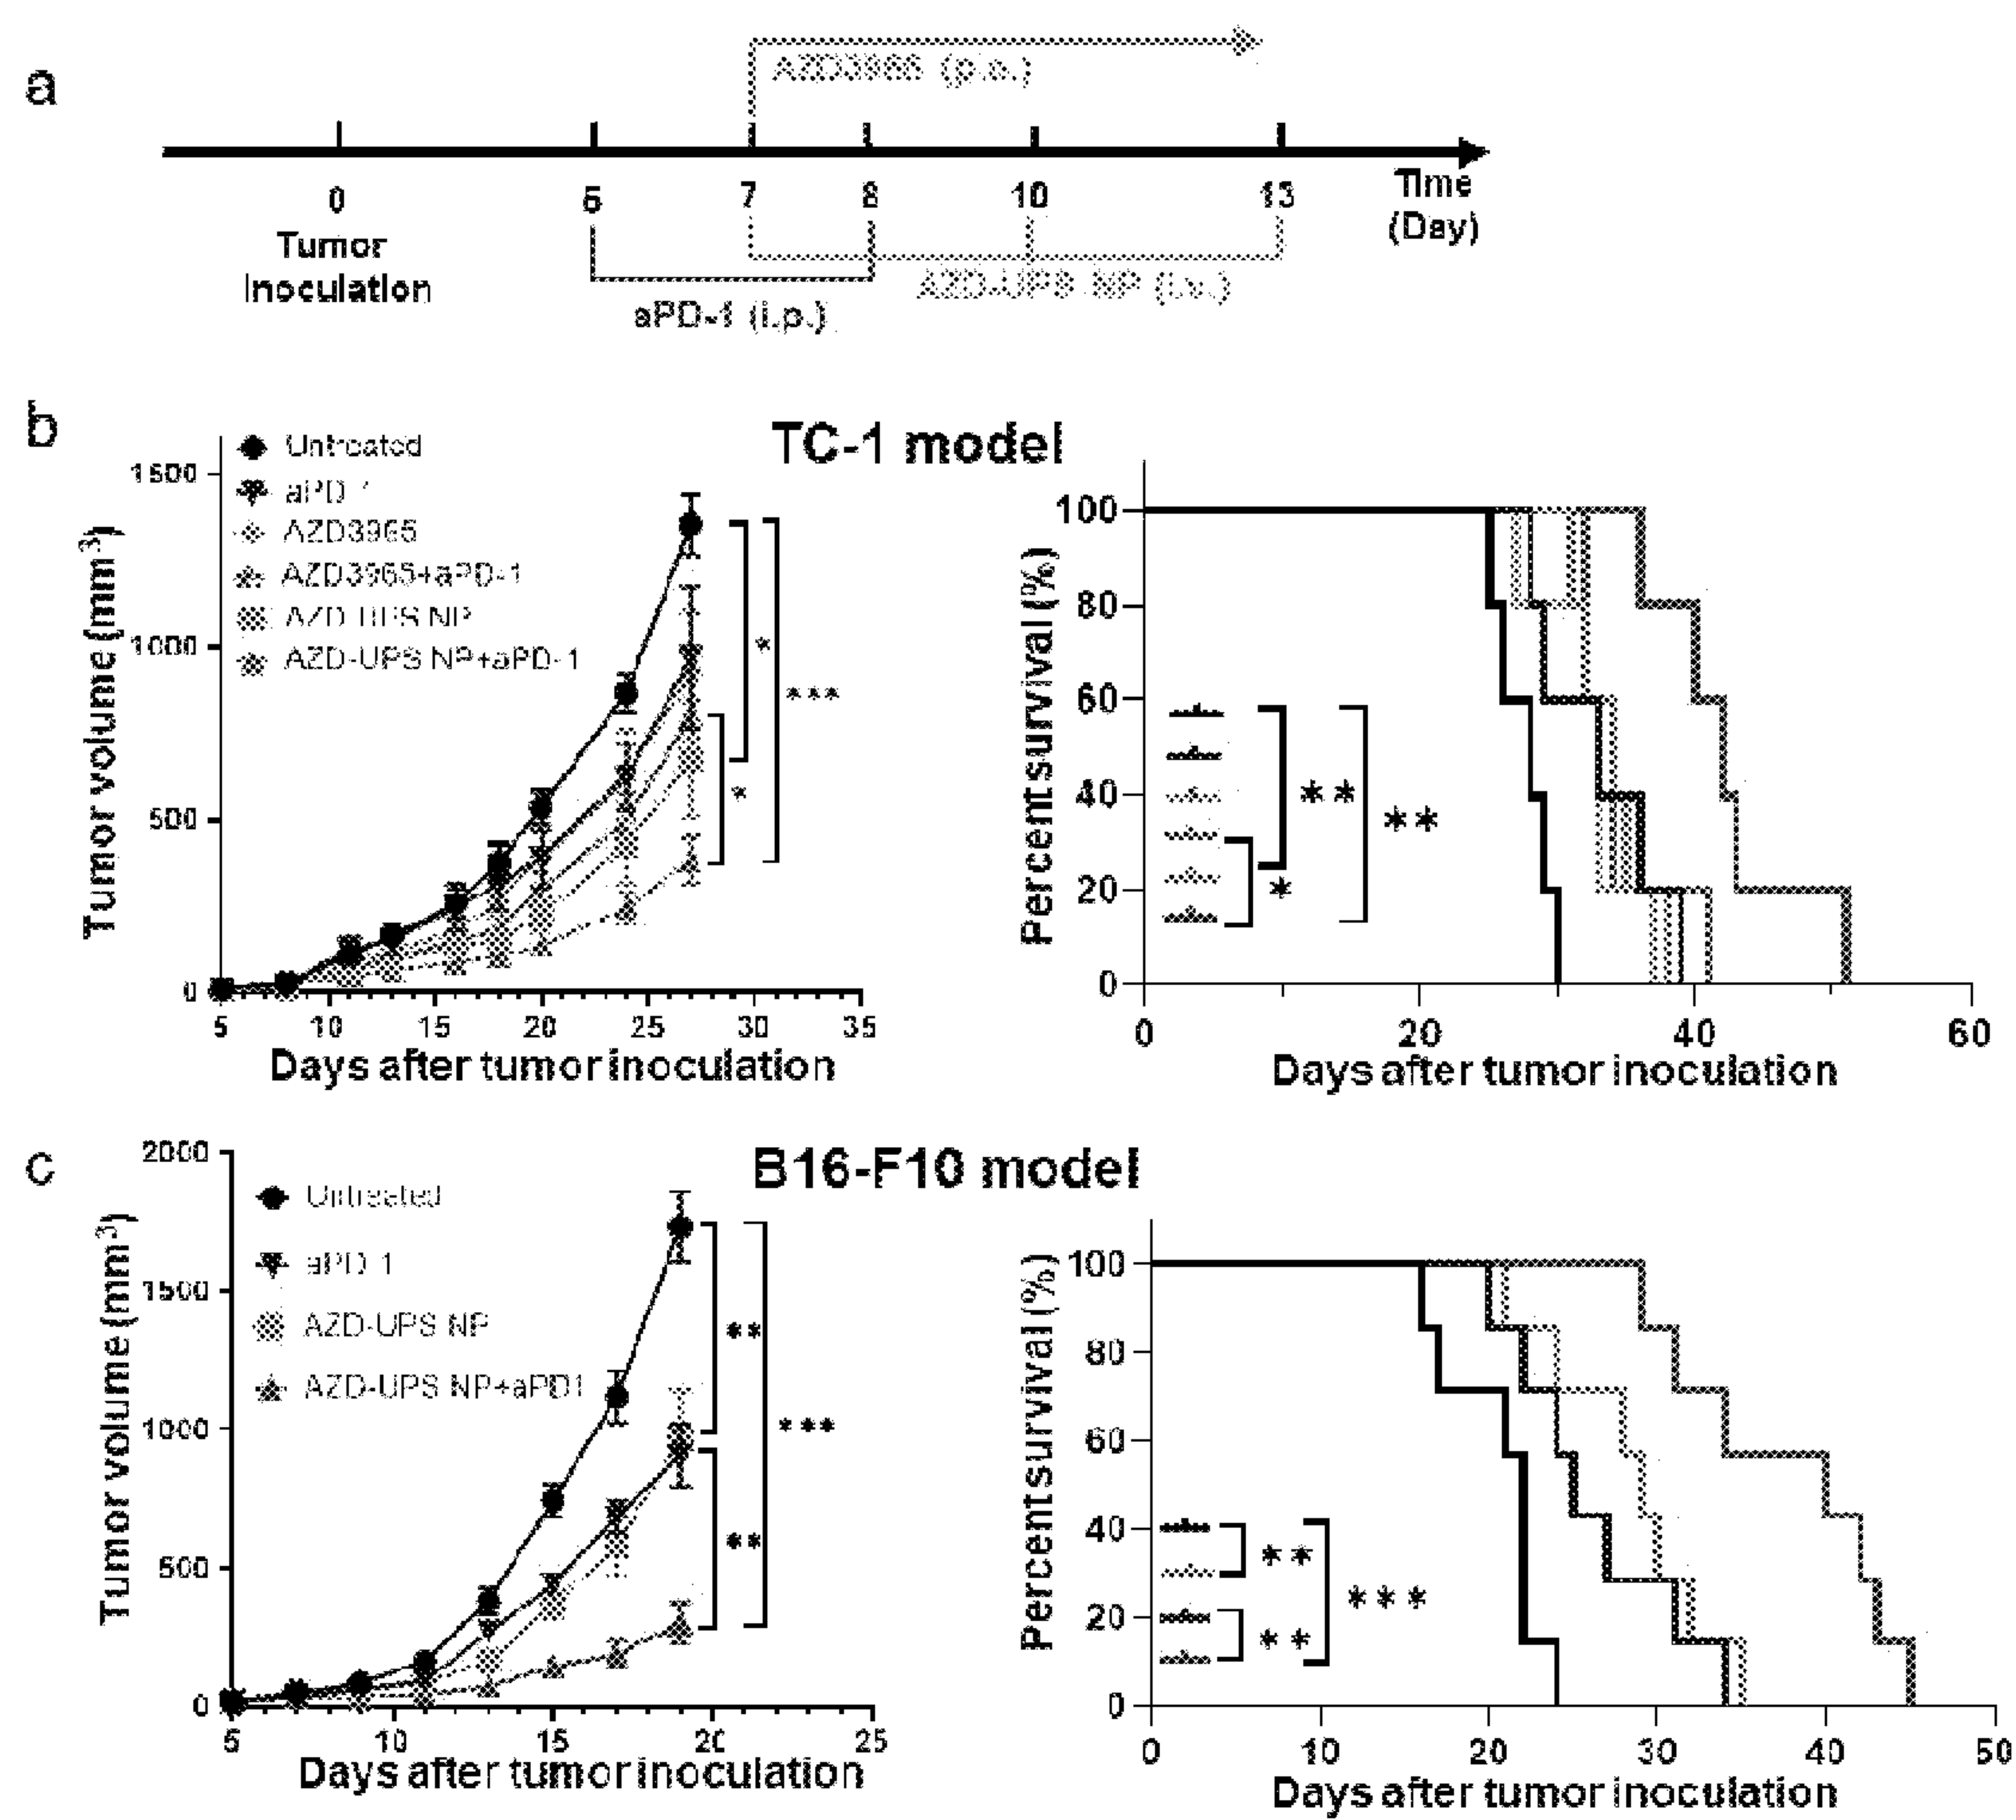 a
AZD3965 (p.o.)
0 5 7 8 10 13
Time
(Day)
Tumor
Inoculation
AZD-UPS NP (i.v.)
aPD-1 (i.p.)
b
TC-1 model
Untreated
aPD-1
AZD3965
AZD3965+aPD-1
AZD-UPS NP
AZD-UPS NP+aPD-1
Tumor volume (mm3)
1500
1000
500
0
5 10 15 20 25 30 35
Days after tumor inoculation
*
***
*
Percent survival (%)
100
80
60
40
20
0
0 20 40 60
Days after tumor inoculation
**
**
*
c
B16-F10 model
Untreated
aPD-1
AZD-UPS NP
AZD-UPS NP+aPD1
Tumor volume (mm3)
2000
1500
1000
500
0
5 10 15 20 25
Days after tumor inoculation
**
***
**
Percent survival (%)
100
80
60
40
20
0
0 10 20 30 40 50
Days after tumor inoculation
**
***
**